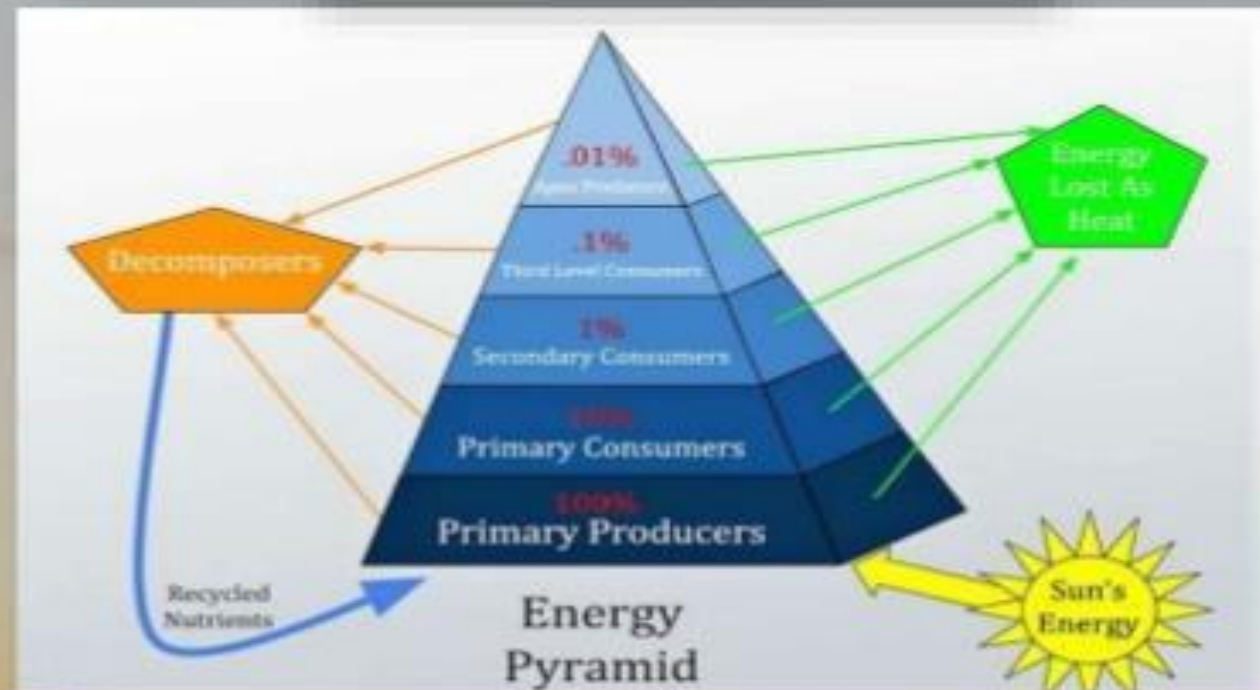 .01%
.1%
Third Level Consumers
1%
Secondary Consumers
10%
Primary Consumers
100%
Primary Producers
Decomposers
Energy
Lost As
Heat
Recycled
Nutrients
Energy
Pyramid
Sun's
Energy